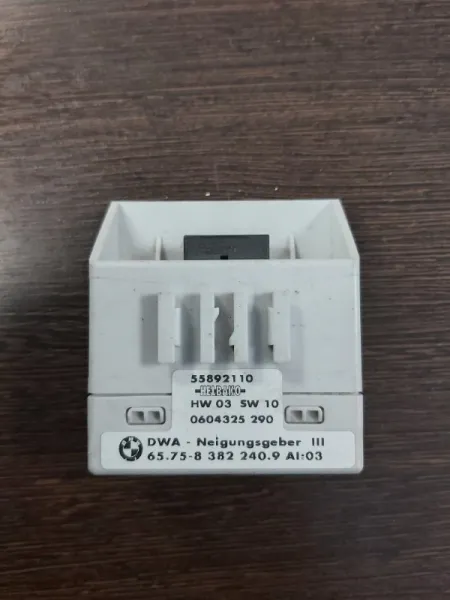 55892110
HW 03 SW 10
0604325 290
DWA - Neigungsgeber III
65.75-8 382 240.9 AI:03